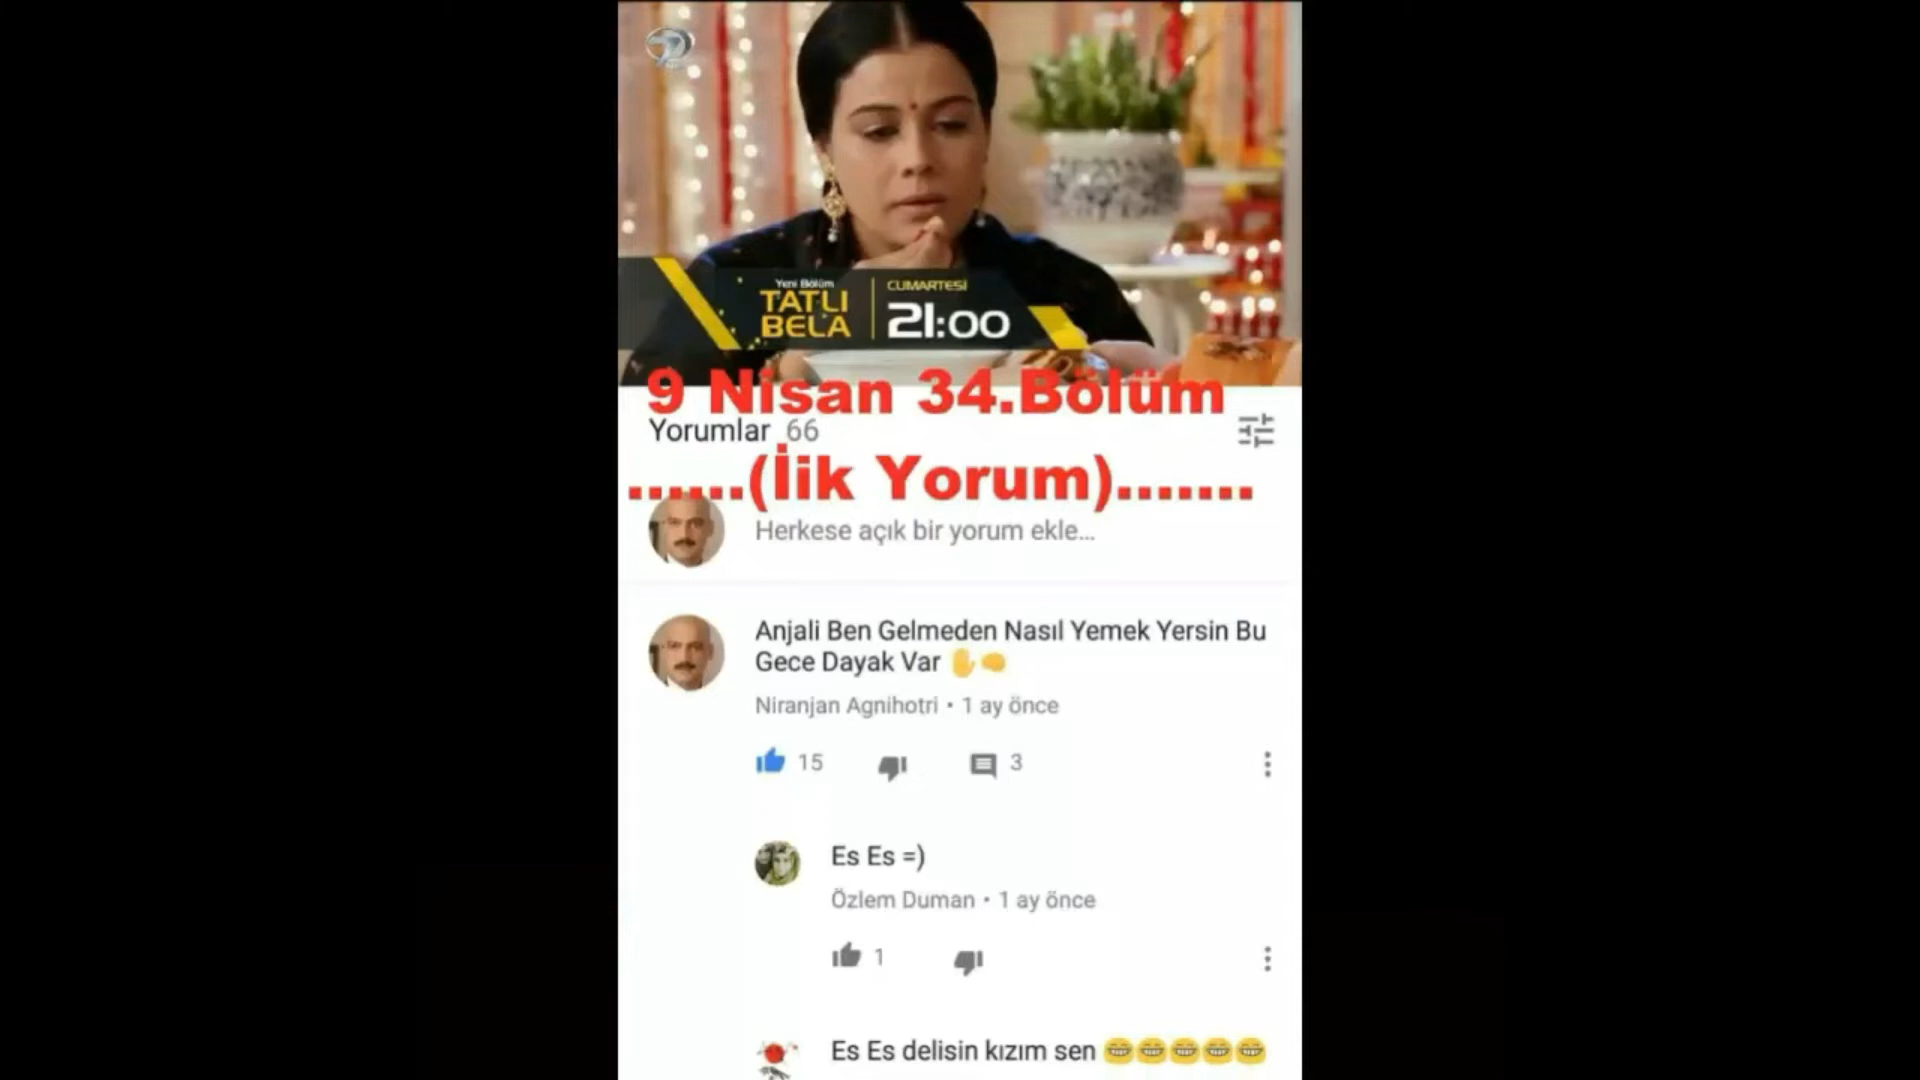 7
Yeni Bölüm
TATLI
BELA
CUMARTESİ
21:00
9 Nisan 34.Bölüm
Yorumlar 66
......(İlk Yorum).......
Herkese açık bir yorum ekle...
Anjali Ben Gelmeden Nasıl Yemek Yersin Bu
Gece Dayak Var ✋👊
Niranjan Agnihotri • 1 ay önce
15
3
Es Es =)
Özlem Duman • 1 ay önce
1
Es Es delisin kızım sen 😁😁😁😁😁